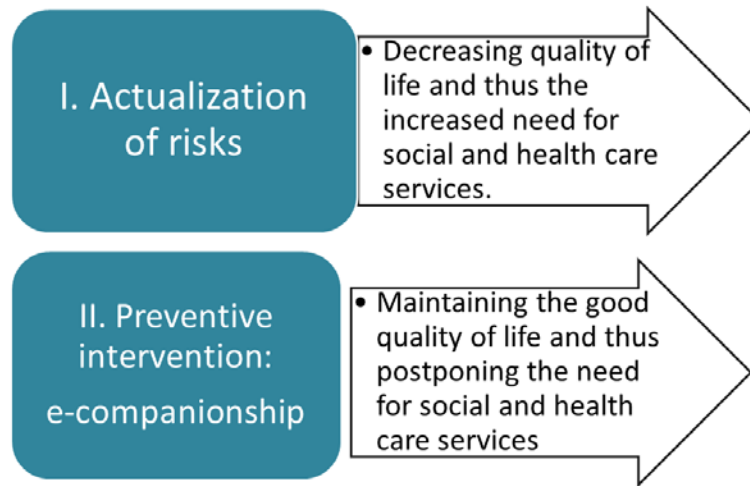 I. Actualization
of risks
• Decreasing quality of
life and thus the
increased need for
social and health care
services.
II. Preventive
intervention:
e-companionship
• Maintaining the good
quality of life and thus
postponing the need
for social and health
care services